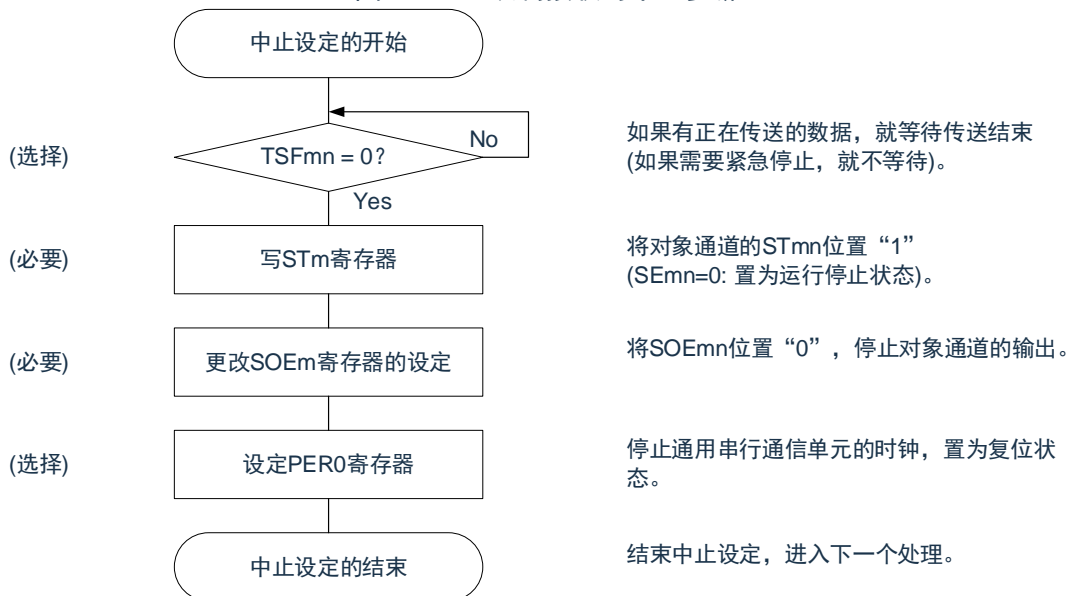 中止设定的开始
(选择)
TSFmn = 0?
No
Yes
如果有正在传送的数据，就等待传送结束
(如果需要紧急停止，就不等待)。
(必要)
写STm寄存器
将对象通道的STmn位置“1”
(SEmn=0: 置为运行停止状态)。
(必要)
更改SOEm寄存器的设定
将SOEmn位置“0”，停止对象通道的输出。
(选择)
设定PER0寄存器
停止通用串行通信单元的时钟，置为复位状
态。
中止设定的结束
结束中止设定，进入下一个处理。